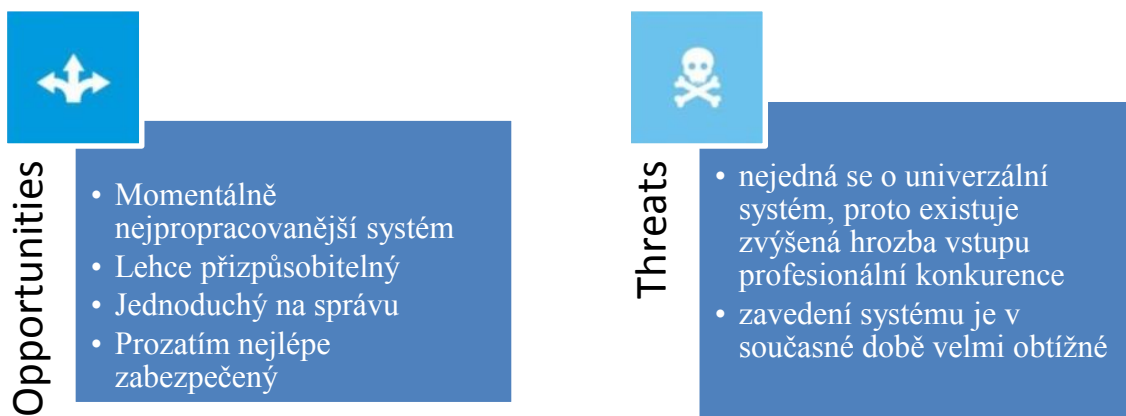 Opportunities
• Momentálně
nejpropracovanější systém
• Lehce přizpůsobitelný
• Jednoduchý na správu
• Prozatím nejlépe
zabezpečený
Threats
• nejedná se o univerzální
systém, proto existuje
zvýšená hrozba vstupu
profesionální konkurence
• zavedení systému je v
současné době velmi obtížné